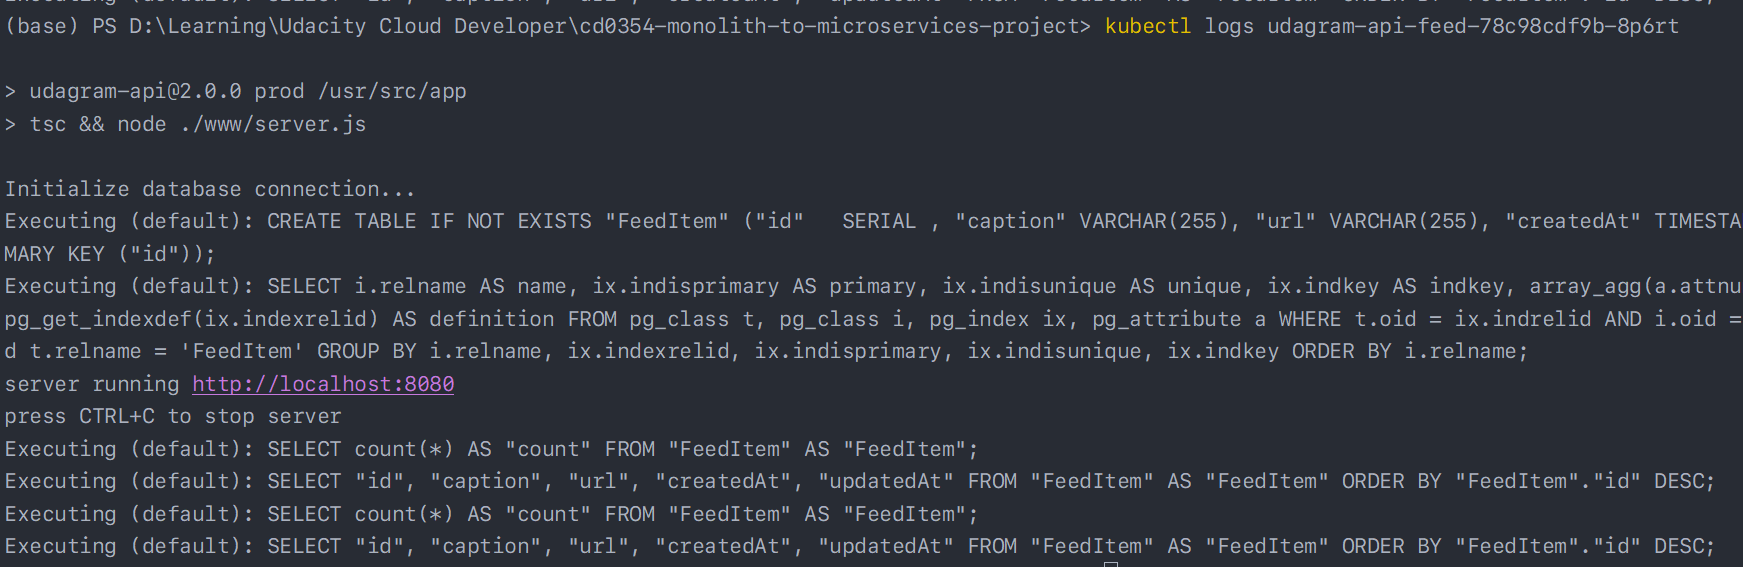 (base) PS D:\Learning\Udacity Cloud Developer\cd0354-monolith-to-microservices-project> kubectl logs udagram-api-feed-78c98cdf9b-8p6rt
> udagram-api@2.0.0 prod /usr/src/app
> tsc && node ./www/server.js
Initialize database connection...
Executing (default): CREATE TABLE IF NOT EXISTS "FeedItem" ("id"   SERIAL , "caption" VARCHAR(255), "url" VARCHAR(255), "createdAt" TIMESTA
MARY KEY ("id"));
Executing (default): SELECT i.relname AS name, ix.indisprimary AS primary, ix.indisunique AS unique, ix.indkey AS indkey, array_agg(a.attnu
pg_get_indexdef(ix.indexrelid) AS definition FROM pg_class t, pg_class i, pg_index ix, pg_attribute a WHERE t.oid = ix.indrelid AND i.oid =
d t.relname = 'FeedItem' GROUP BY i.relname, ix.indexrelid, ix.indisprimary, ix.indisunique, ix.indkey ORDER BY i.relname;
server running http://localhost:8080
press CTRL+C to stop server
Executing (default): SELECT count(*) AS "count" FROM "FeedItem" AS "FeedItem";
Executing (default): SELECT "id", "caption", "url", "createdAt", "updatedAt" FROM "FeedItem" AS "FeedItem" ORDER BY "FeedItem"."id" DESC;
Executing (default): SELECT count(*) AS "count" FROM "FeedItem" AS "FeedItem";
Executing (default): SELECT "id", "caption", "url", "createdAt", "updatedAt" FROM "FeedItem" AS "FeedItem" ORDER BY "FeedItem"."id" DESC;